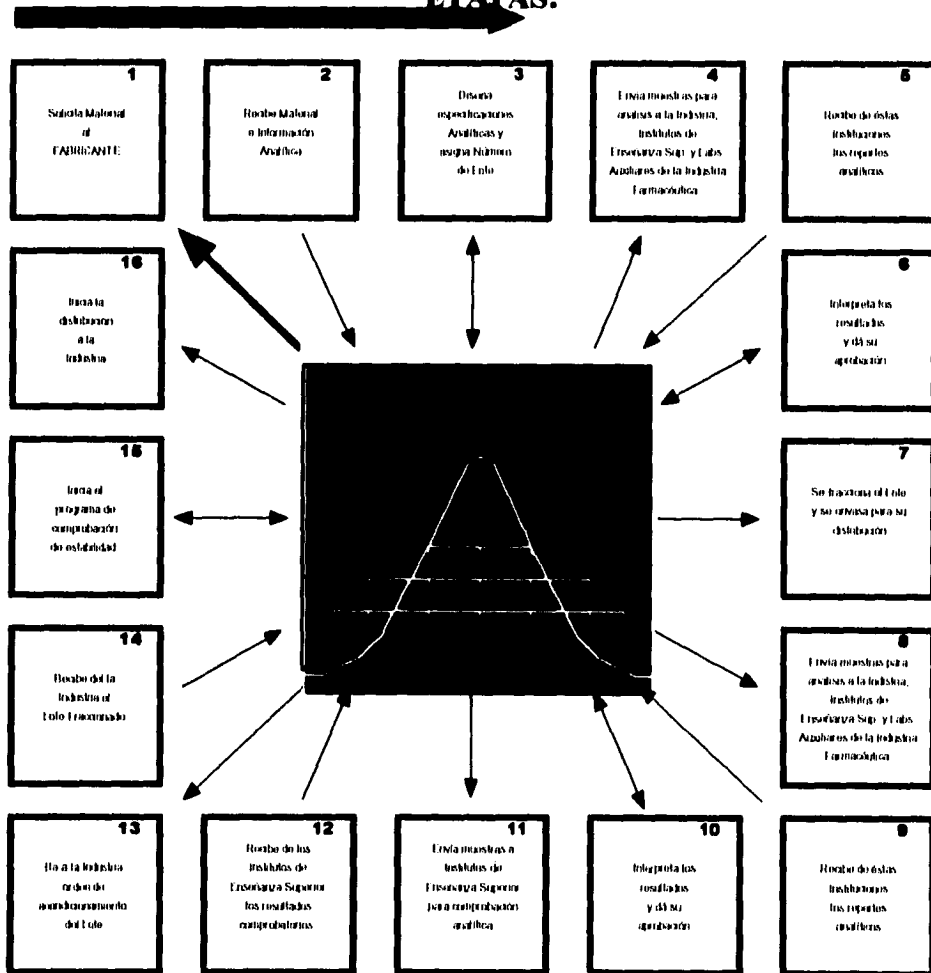 ETAPAS:
1
Solicita Material
al
FABRICANTE
2
Recibe Material
e Información
Analítica
3
Diseña
especificaciones
Analíticas y
asigna Número
de Lote
4
Envía muestras para
análisis a la Industria,
Institutos de
Enseñanza Sup. y Labs.
Auxiliares de la Industria
Farmacéutica
5
Recibe de éstas
Instituciones
los reportes
analíticos
16
Inicia la
distribución
a la
Industria
6
Interpreta los
resultados
y dá su
aprobación
15
Inicia el
programa de
comprobación
de estabilidad
7
Se fracciona el Lote
y se envasa para su
distribución
14
Recibe de la
Industria el
Lote Fraccionado
8
Envía muestras para
análisis a la Industria,
Institutos de
Enseñanza Sup. y Labs.
Auxiliares de la Industria
Farmacéutica
13
Da a la Industria
orden de
acondicionamiento
del Lote
12
Recibe de los
Institutos de
Enseñanza Superior
los resultados
comprobatorios
11
Envía muestras a
Institutos de
Enseñanza Superior
para comprobación
analítica
10
Interpreta los
resultados
y dá su
aprobación
9
Recibe de éstas
Instituciones
los reportes
analíticos